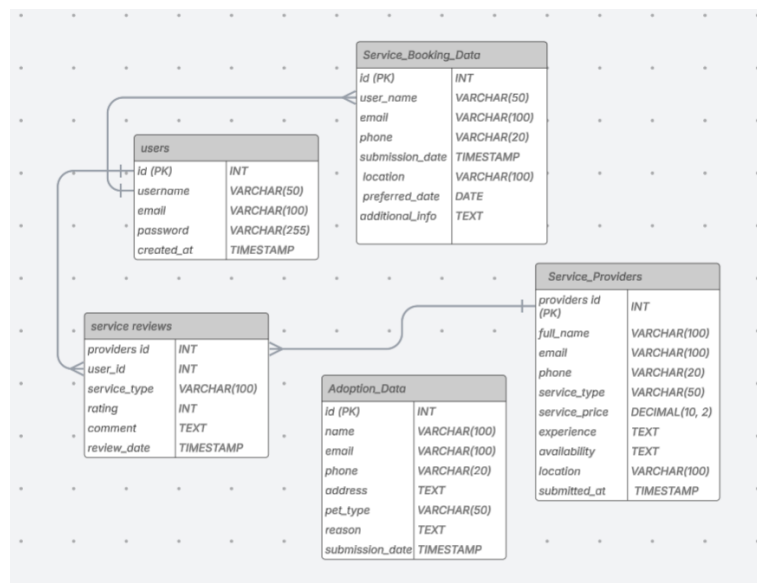 Service_Booking_Data
id (PK) INT
user_name VARCHAR(50)
email VARCHAR(100)
phone VARCHAR(20)
submission_date TIMESTAMP
location VARCHAR(100)
preferred_date DATE
additional_info TEXT
users
id (PK) INT
username VARCHAR(50)
email VARCHAR(100)
password VARCHAR(255)
created_at TIMESTAMP
Service_Providers
providers id
(PK) INT
full_name VARCHAR(100)
email VARCHAR(100)
phone VARCHAR(20)
service_type VARCHAR(50)
service_price DECIMAL(10, 2)
experience TEXT
availability TEXT
location VARCHAR(100)
submitted_at TIMESTAMP
service reviews
providers id INT
user_id INT
service_type VARCHAR(100)
rating INT
comment TEXT
review_date TIMESTAMP
Adoption_Data
id (PK) INT
name VARCHAR(100)
email VARCHAR(100)
phone VARCHAR(20)
address TEXT
pet_type VARCHAR(50)
reason TEXT
submission_date TIMESTAMP